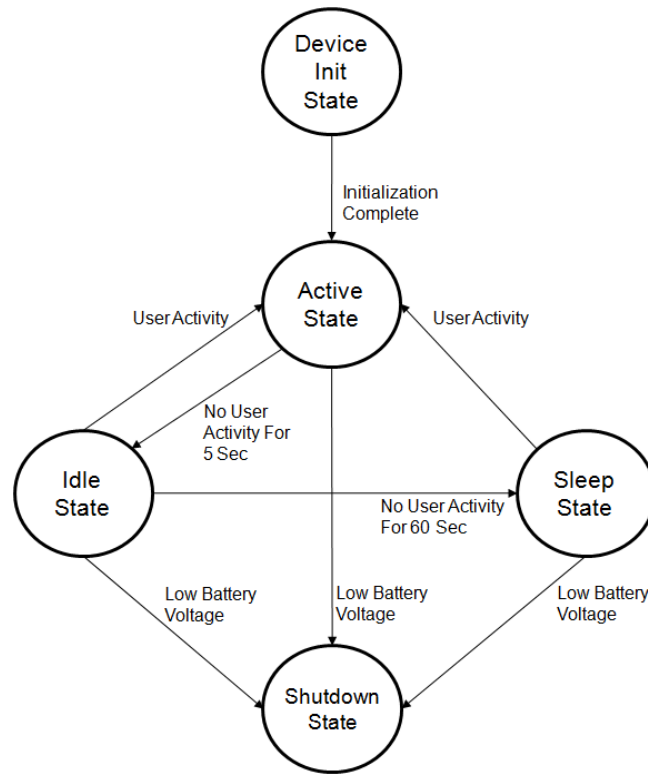 Device
Init
State
Initialization
Complete
Active
State
User Activity
User Activity
No User
Activity For
5 Sec
Idle
State
No User Activity
For 60 Sec
Sleep
State
Low Battery
Voltage
Low Battery
Voltage
Low Battery
Voltage
Shutdown
State